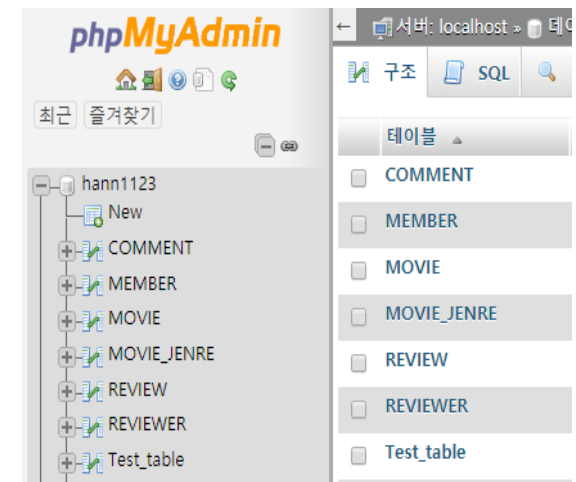 phpMyAdmin
최근 즐겨찾기
hann1123
New
COMMENT
MEMBER
MOVIE
MOVIE_JENRE
REVIEW
REVIEWER
Test_table
← 서버: localhost »
구조 SQL
테이블
COMMENT
MEMBER
MOVIE
MOVIE_JENRE
REVIEW
REVIEWER
Test_table